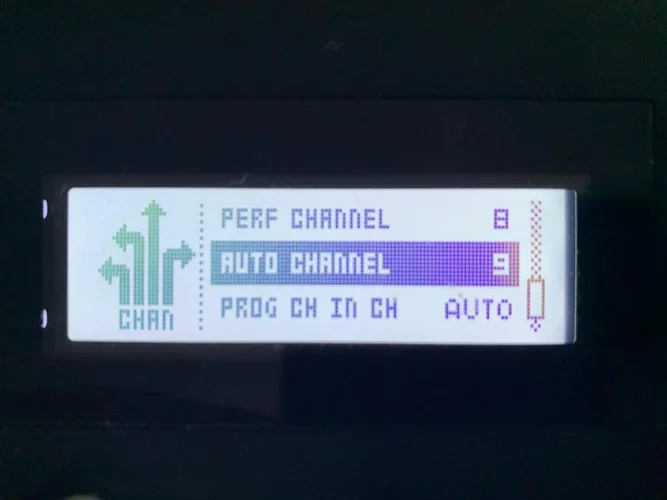 PERF CHANNEL 8
AUTO CHANNEL 9
PROG CH IN CH AUTO
CHAN